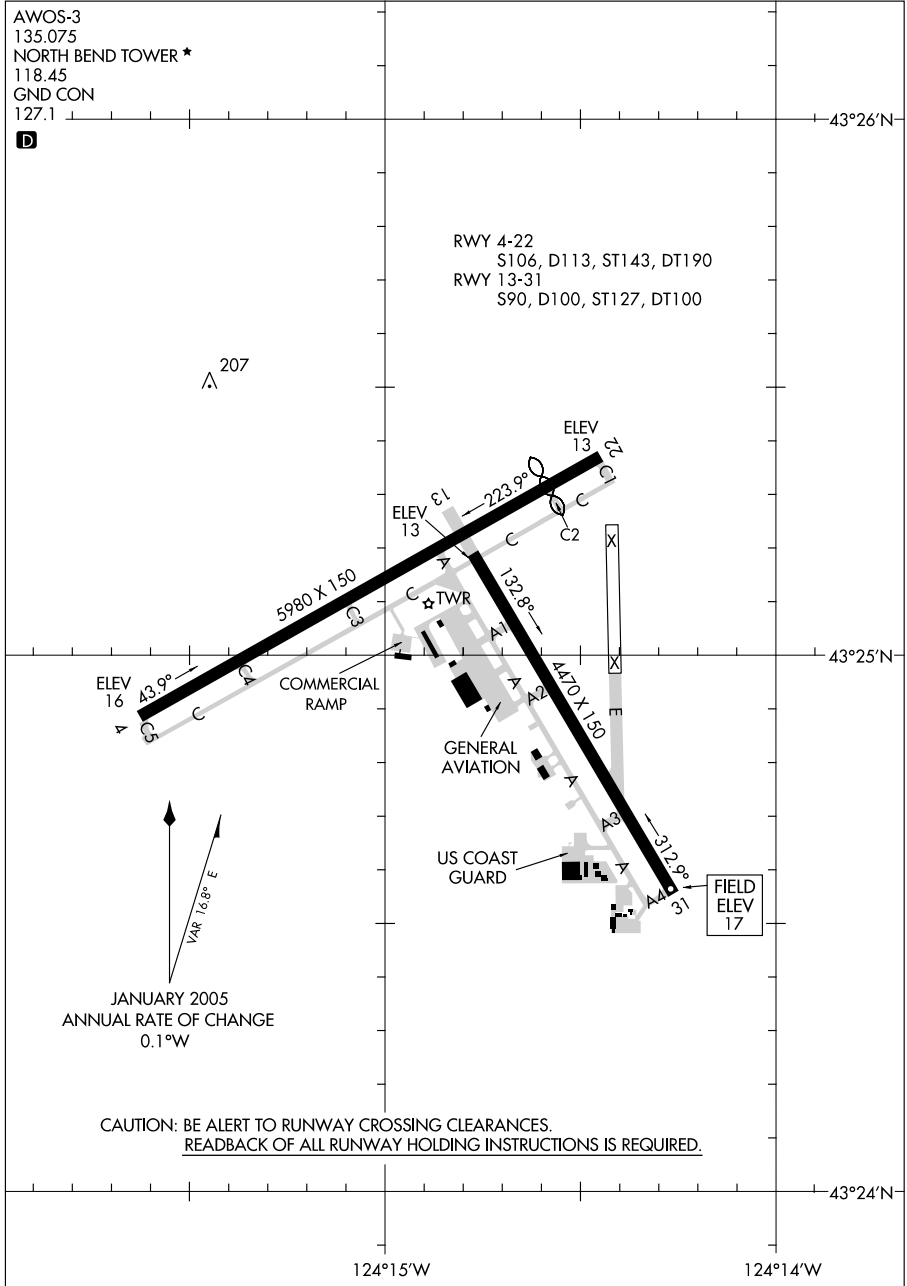 AWOS-3
135.075
NORTH BEND TOWER ★
118.45
GND CON
127.1
D
43°26'N
RWY 4-22
S106, D113, ST143, DT190
RWY 13-31
S90, D100, ST127, DT100
207
ELEV
13
22
C1
223.9°
13
ELEV
13
C
C2
C
X
A
5980 X 150
132.8°
TWR
C
C3
A1
43°25'N
X
C4
COMMERCIAL
RAMP
A
A2
4470 X 150
43.9°
ELEV
16
C
4
C5
E
GENERAL
AVIATION
A
A3
312.9°
US COAST
GUARD
A
A4
31
FIELD
ELEV
17
VAR 16.8° E
JANUARY 2005
ANNUAL RATE OF CHANGE
0.1°W
CAUTION: BE ALERT TO RUNWAY CROSSING CLEARANCES.
READBACK OF ALL RUNWAY HOLDING INSTRUCTIONS IS REQUIRED.
43°24'N
124°15'W
124°14'W